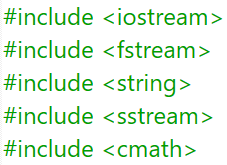 #include <iostream>
#include <fstream>
#include <string>
#include <sstream>
#include <cmath>